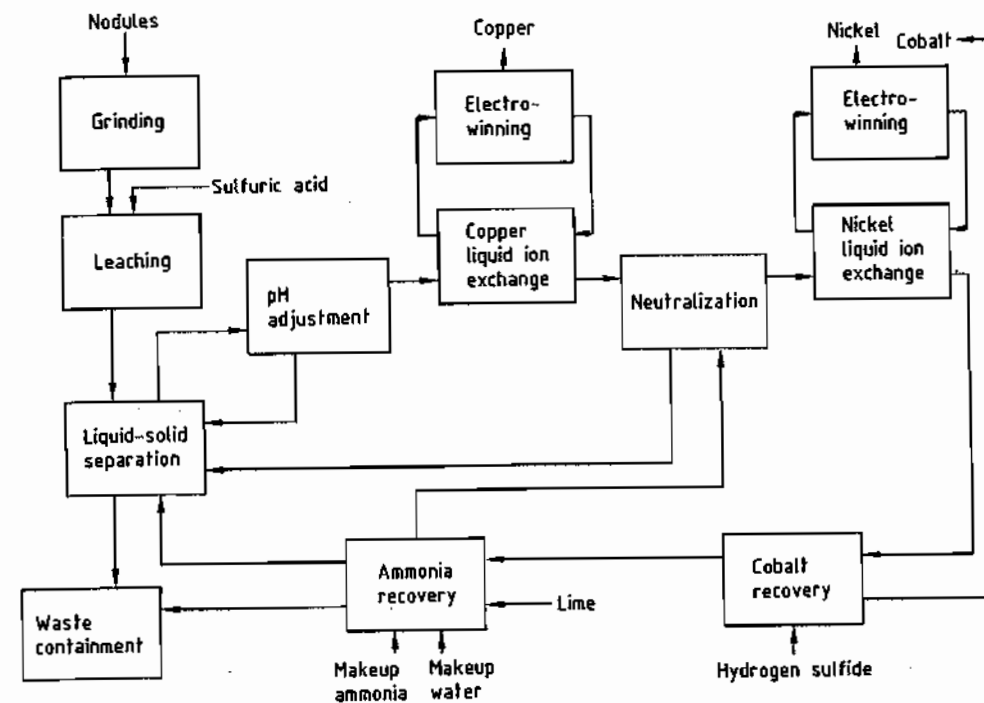 Nodules
Copper
Nickel
Cobalt
Grinding
Electro-
winning
Electro-
winning
Sulfuric acid
Leaching
Copper
liquid ion
exchange
Nickel
liquid ion
exchange
pH
adjustment
Neutralization
Liquid-solid
separation
Ammonia
recovery
Cobalt
recovery
Lime
Waste
containment
Makeup
ammonia
Makeup
water
Hydrogen sulfide